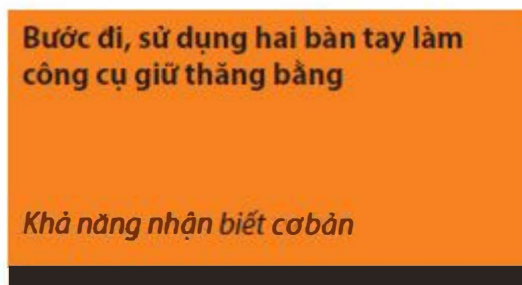 Bước đi, sử dụng hai bàn tay làm
công cụ giữ thăng bằng
Khả năng nhận biết cơ bản